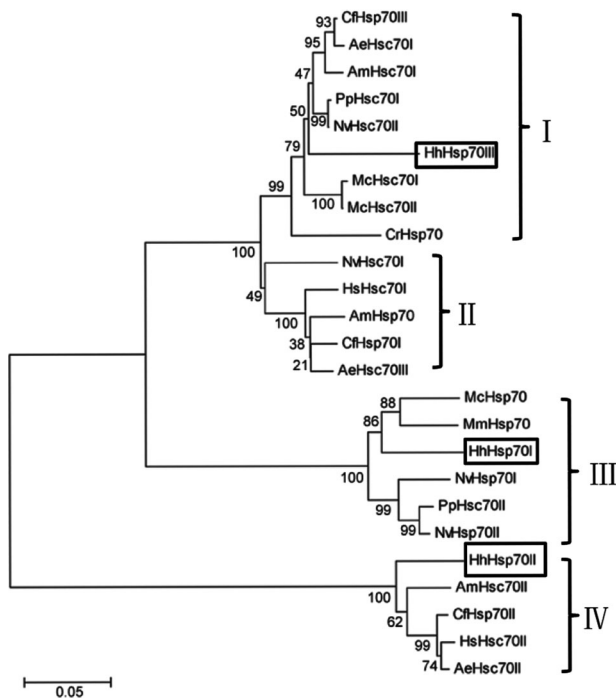 93 CfHsp70III
95 AeHsc70I
AmHsc70I
47
PpHsc70I
50
99 NvHsc70II
HhHsp70III
I
79
McHsc70I
99
100 McHsc70II
CrHsp70
100
NvHsc70I
49
HsHsc70I
100
AmHsp70
II
38 CfHsp70I
21 AeHsc70III
88 McHsp70
86
MmHsp70
HhHsp70I
100
NvHsp70I
III
99
PpHsc70II
99 NvHsp70II
HhHsp70II
100
AmHsc70II
62
CfHsp70II
IV
99
HsHsc70II
74 AeHsc70II
0.05